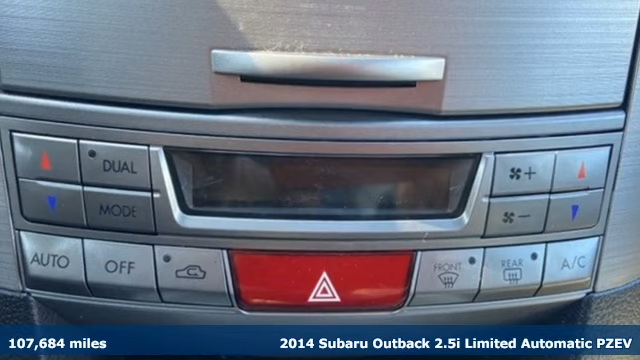 DUAL
MODE
AUTO
OFF
FRONT
REAR
A/C
107,684 miles
2014 Subaru Outback 2.5i Limited Automatic PZEV